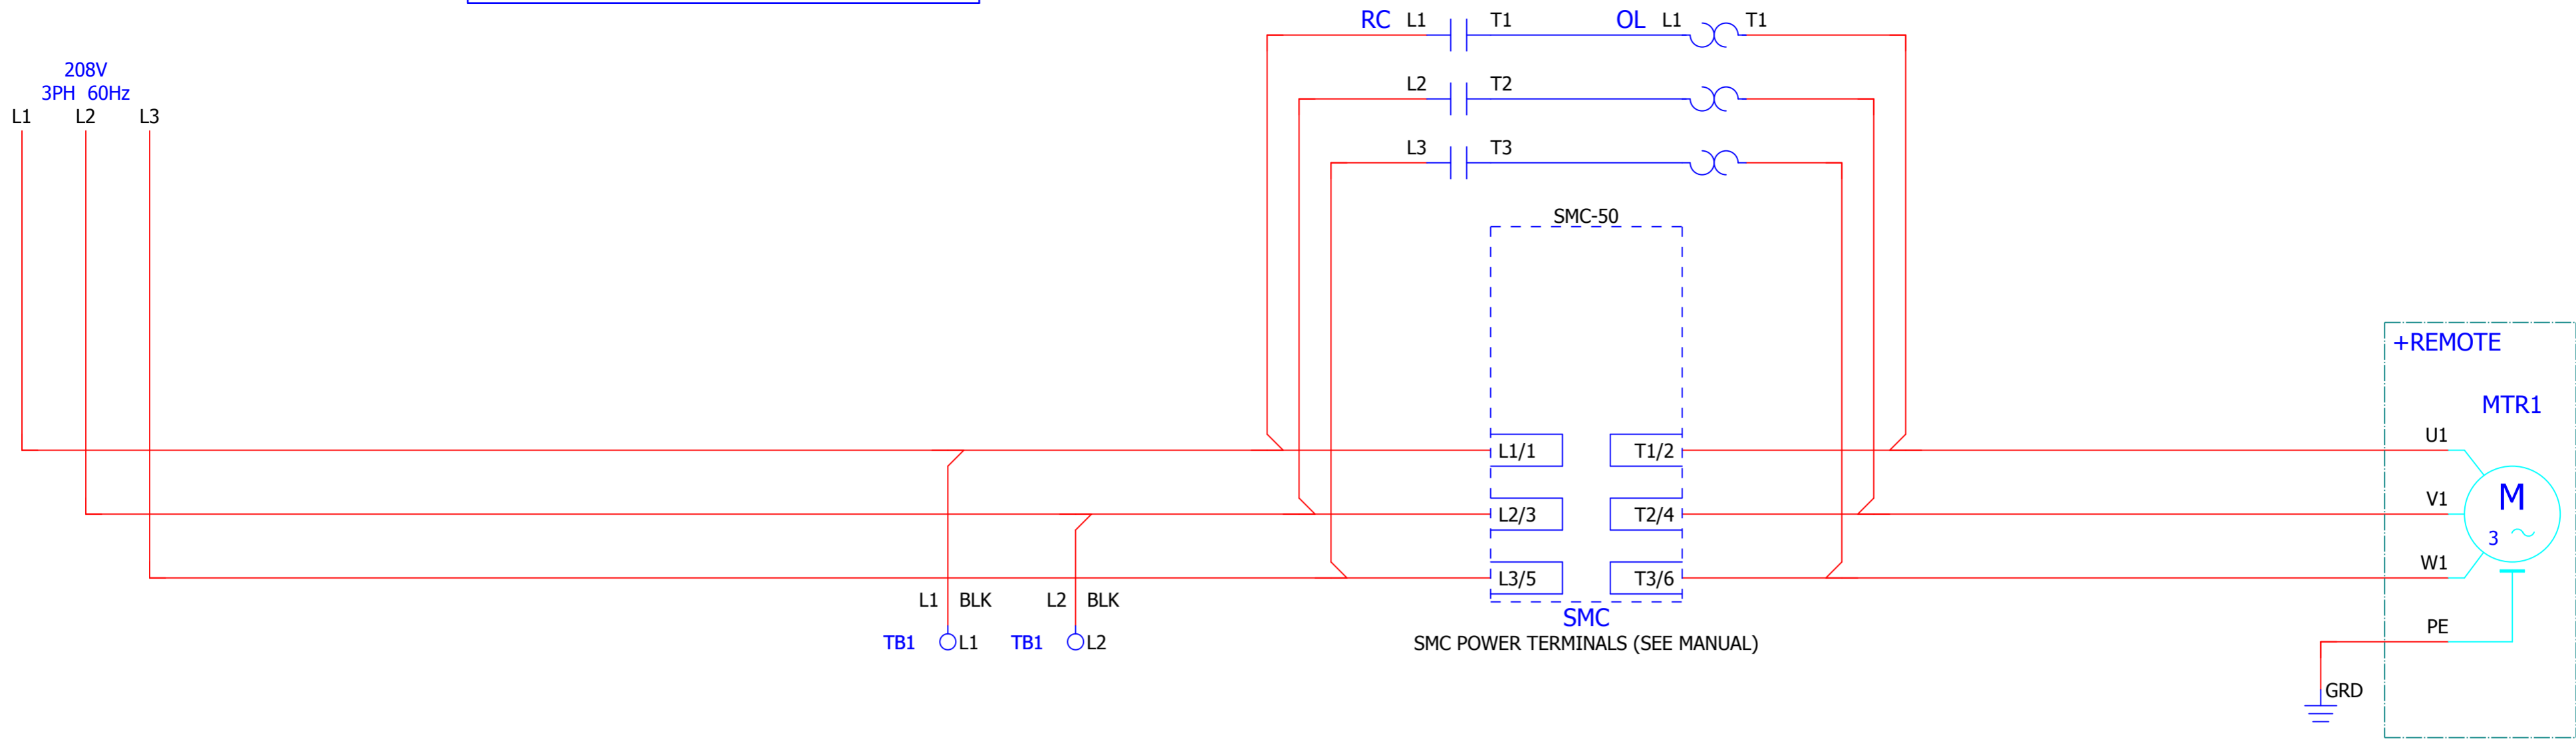 RC L1 T1 OL L1 T1
208V
3PH 60Hz
L1 L2 L3
L2 T2
L3 T3
SMC-50
+REMOTE
MTR1
U1
L1/1 T1/2
V1
M
L2/3 T2/4
3
W1
L3/5 T3/6
L1 BLK L2 BLK
SMC
PE
TB1 L1 TB1 L2
SMC POWER TERMINALS (SEE MANUAL)
GRD